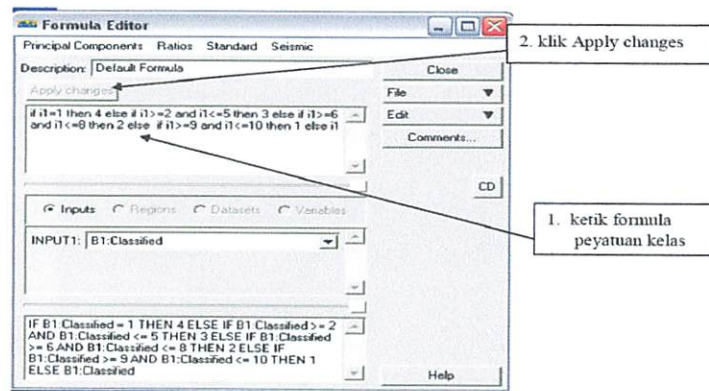 Formula Editor
Principal Components Ratios Standard Seismic
Description: Default Formula
Close
Apply changes
File
if i1=1 then 4 else if i1>=2 and i1<=5 then 3 else if i1>=6
and i1<=8 then 2 else if i1>=9 and i1<=10 then 1 else i1
Edit
Comments...
CD
Inputs Regions Datasets Variables
INPUT1: B1:Classified
IF B1:Classified = 1 THEN 4 ELSE IF B1:Classified >= 2
AND B1:Classified <= 5 THEN 3 ELSE IF B1:Classified
>= 6 AND B1:Classified <= 8 THEN 2 ELSE IF
B1:Classified >= 9 AND B1:Classified <= 10 THEN 1
ELSE B1:Classified
Help
2. klik Apply changes
1. ketik formula
peyatuan kelas